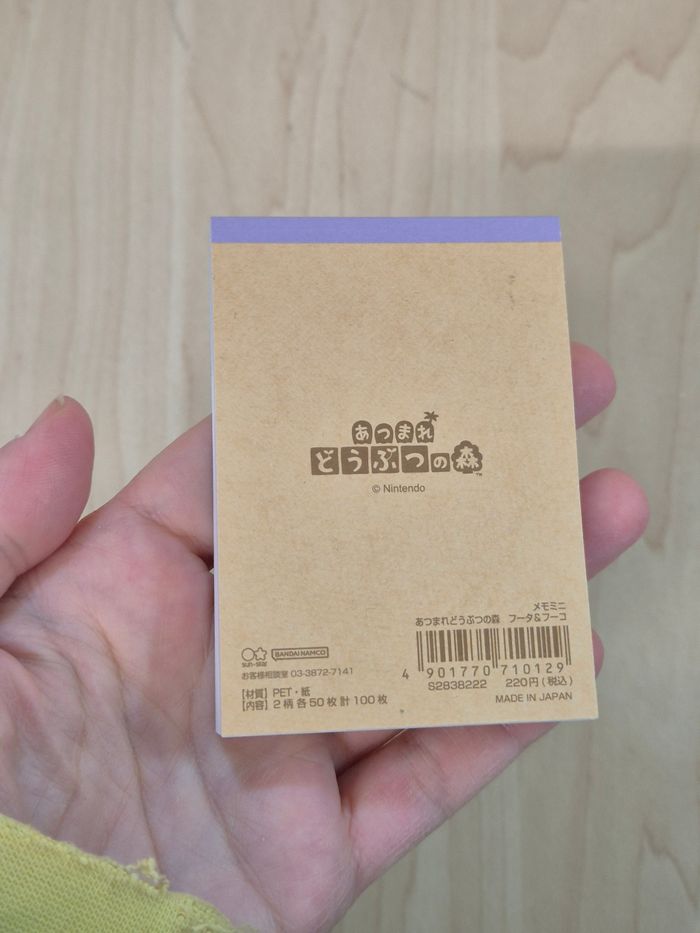 あつまれ
どうぶつの森™
© Nintendo
メモミニ
あつまれどうぶつの森　フータ&フーコ
sun-star BANDAI NAMCO
お客様相談室 03-3872-7141
4 901770 710129
S2838222 220円(税込)
【材質】PET・紙
【内容】2柄各50枚計100枚
MADE IN JAPAN